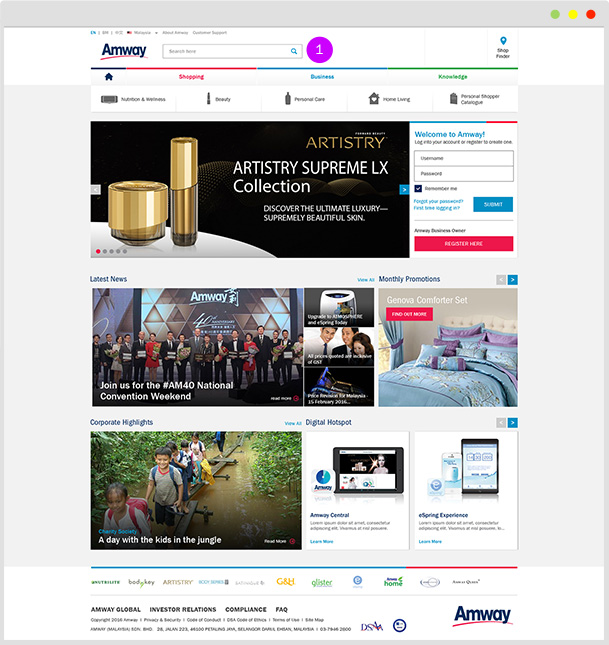 EN | BM | 中文 Malaysia About Amway Customer Support
Amway
Search here
1
Shop
Finder
Shopping
Business
Knowledge
Nutrition & Wellness
Beauty
Personal Care
Home Living
Personal Shopper
Catalogue
FORWARD BEAUTY
ARTISTRY
ARTISTRY SUPREME LX
Collection
DISCOVER THE ULTIMATE LUXURY—
SUPREMELY BEAUTIFUL SKIN.
Welcome to Amway!
Log into your account or register to create one.
Username
Password
Remember me
Forgot your password?
First time logging in?
SUBMIT
Amway Business Owner
REGISTER HERE
Latest News
View All
Amway
40th
Join us for the #AM40 National
Convention Weekend
read more
Upgrade to ATMOSPHERE
and eSpring Today
All prices quoted are inclusive
of GST
Price Revision for Malaysia -
15 February 2016...
Monthly Promotions
Genova Comforter Set
FIND OUT MORE
Corporate Highlights
View All
Charity Society
A day with the kids in the jungle
Read More
Digital Hotspot
Amway
Amway Central
Lorem ipsum dolor sit amet, consectetur
adipiscing elit. Vivamus at nisl posuere.
Learn More
eSpring Experience
Lorem ipsum dolor sit amet, consectetur
adipiscing elit. Vivamus at nisl posuere, in...
Learn More
NUTRILITE
bodykey
ARTISTRY
BODY SERIES
SATINIQUE
G&H
glister
Amway
home
AMWAY QUEEN
AMWAY GLOBAL INVESTOR RELATIONS COMPLIANCE FAQ
Copyright 2016 Amway | Privacy & Security | Code of Conduct | DSA Code of Ethics | Terms of Use | Site Map
AMWAY (MALAYSIA) SDN. BHD. 28, JALAN 223, 46100 PETALING JAYA, SELANGOR DARUL EHSAN, MALAYSIA | 03-7946 2800
DSAA
Amway